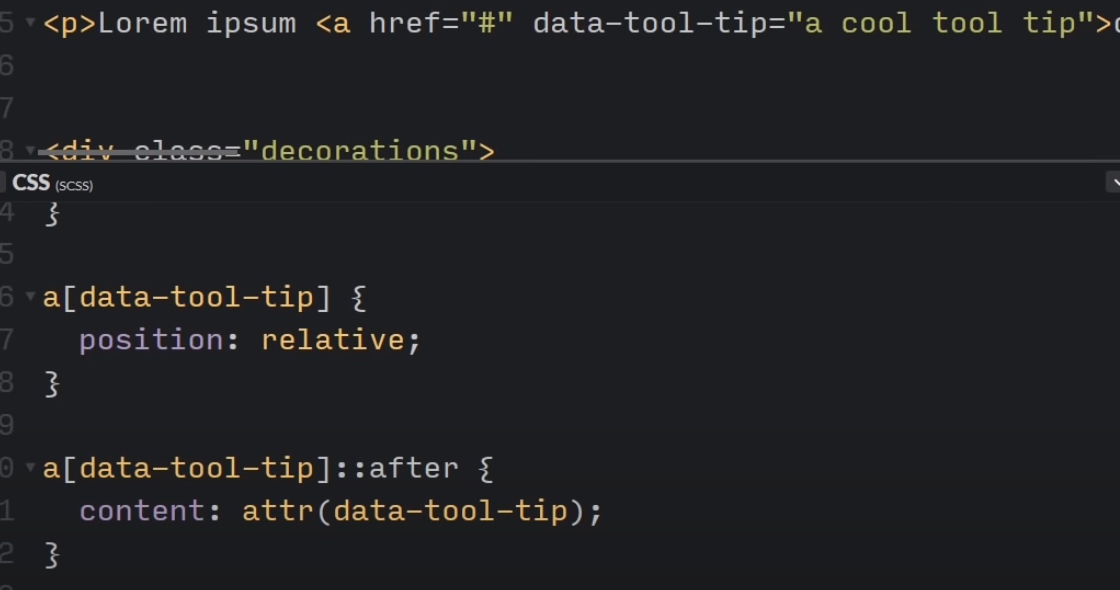 5 <p>Lorem ipsum <a href="#" data-tool-tip="a cool tool tip">
6
7
8 <div class="decorations">
CSS (SCSS)
4 }
5
6 a[data-tool-tip] {
7 position: relative;
8 }
9
0 a[data-tool-tip]::after {
1 content: attr(data-tool-tip);
2 }